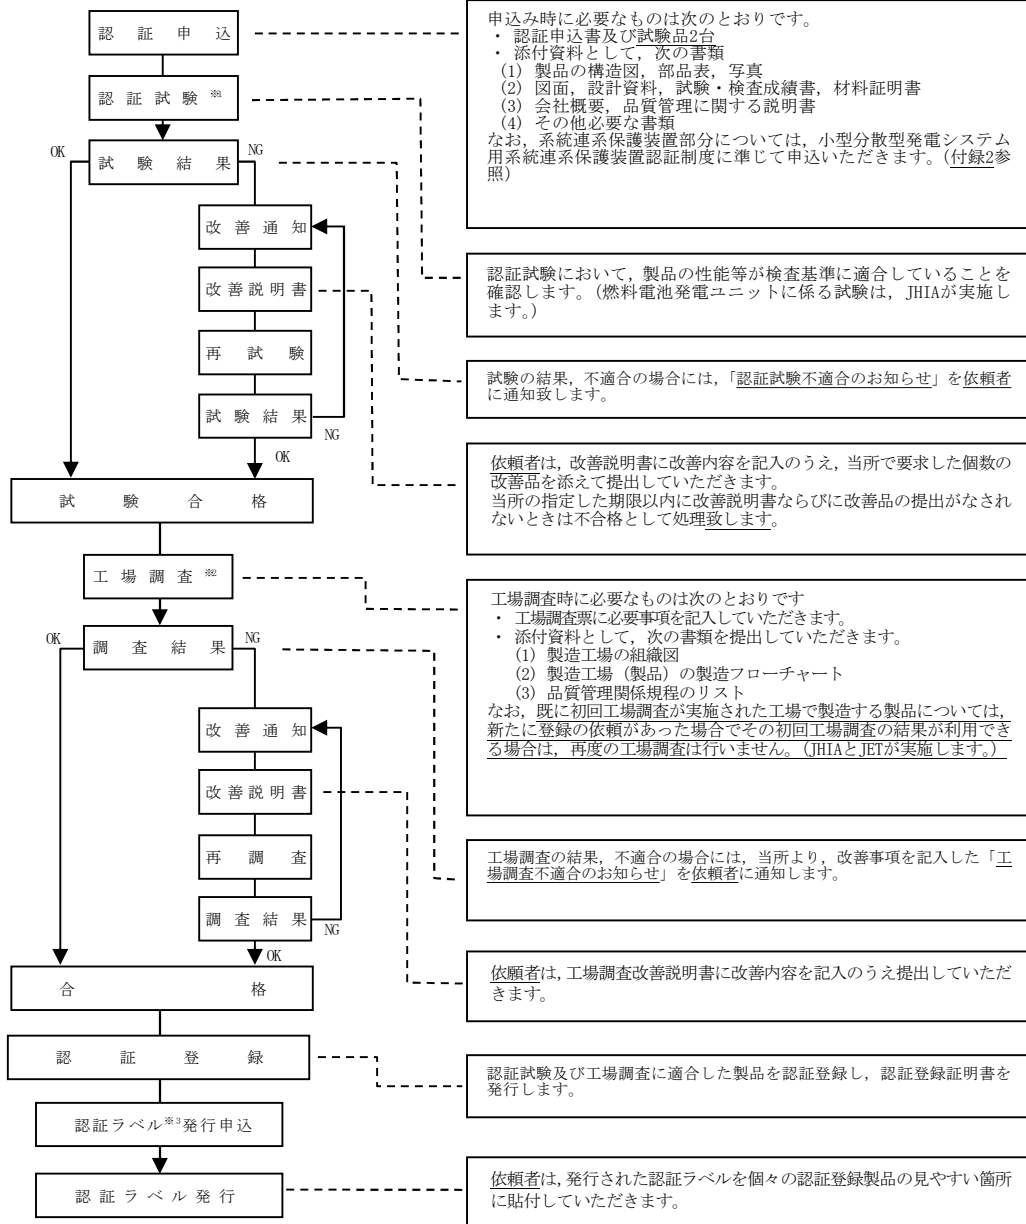 認証申込
認証試験※1
OK
試験結果
NG
改善通知
改善説明書
再試験
試験結果
NG
OK
試験合格
工場調査※2
OK
調査結果
NG
改善通知
改善説明書
再調査
調査結果
NG
OK
合格
認証登録
認証ラベル※3発行申込
認証ラベル発行
申込み時に必要なものは次のとおりです。
・ 認証申込書及び試験品2台
・ 添付資料として，次の書類
(1) 製品の構造図，部品表，写真
(2) 図面，設計資料，試験・検査成績書，材料証明書
(3) 会社概要，品質管理に関する説明書
(4) その他必要な書類
なお，系統連系保護装置部分については，小型分散型発電システム
用系統連系保護装置認証制度に準じて申込いただきます。(付録2参
照)
認証試験において，製品の性能等が検査基準に適合していることを
確認します。(燃料電池発電ユニットに係る試験は，JHIAが実施し
ます。)
試験の結果，不適合の場合には，「認証試験不適合のお知らせ」を依頼者
に通知致します。
依頼者は，改善説明書に改善内容を記入のうえ，当所で要求した個数の
改善品を添えて提出していただきます。
当所の指定した期限以内に改善説明書ならびに改善品の提出がなされ
ないときは不合格として処理致します。
工場調査時に必要なものは次のとおりです
・ 工場調査票に必要事項を記入していただきます。
・ 添付資料として，次の書類を提出していただきます。
(1) 製造工場の組織図
(2) 製造工場（製品）の製造フローチャート
(3) 品質管理関係規程のリスト
なお，既に初回工場調査が実施された工場で製造する製品については，
新たに登録の依頼があった場合でその初回工場調査の結果が利用でき
る場合は，再度の工場調査は行いません。(JHIAとJETが実施します。)
工場調査の結果，不適合の場合には，当所より，改善事項を記入した「工
場調査不適合のお知らせ」を依頼者に通知します。
依願者は，工場調査改善説明書に改善内容を記入のうえ提出していただ
きます。
認証試験及び工場調査に適合した製品を認証登録し，認証登録証明書を
発行します。
依頼者は，発行された認証ラベルを個々の認証登録製品の見やすい箇所
に貼付していただきます。